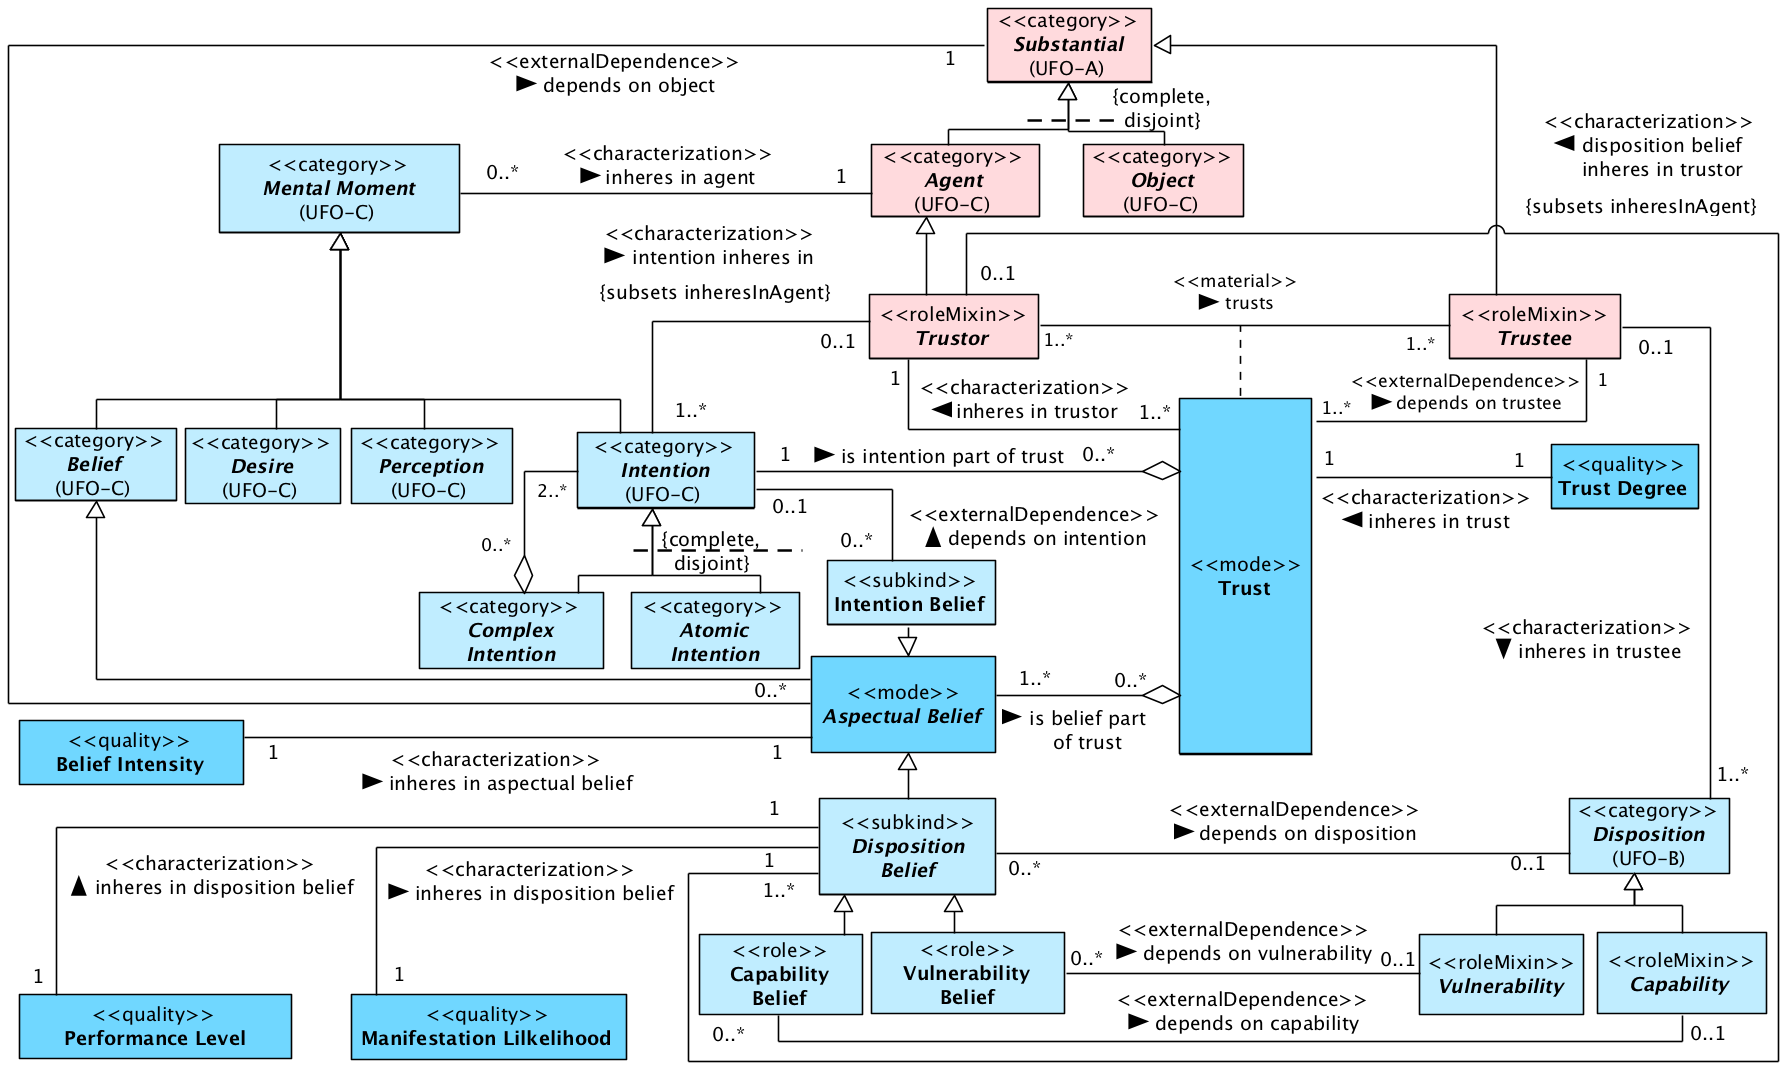 <<category>>
Substantial
(UFO-A)
<<externalDependence>>
depends on object
1
{complete,
disjoint}
<<characterization>>
disposition belief
inheres in trustor
{subsets inheresInAgent}
<<category>>
Mental Moment
(UFO-C)
0..*
<<characterization>>
inheres in agent
1
<<category>>
Agent
(UFO-C)
<<category>>
Object
(UFO-C)
<<characterization>>
intention inheres in
{subsets inheresInAgent}
0..1
<<material>>
trusts
<<roleMixin>>
Trustor
0..1
1..*
1..*
<<roleMixin>>
Trustee
0..1
1
<<characterization>>
inheres in trustor
1..*
<<externalDependence>>
depends on trustee
1..*
1
1..*
<<category>>
Belief
(UFO-C)
<<category>>
Desire
(UFO-C)
<<category>>
Perception
(UFO-C)
<<category>>
Intention
(UFO-C)
1
is intention part of trust
0..*
1
1
<<quality>>
Trust Degree
<<characterization>>
inheres in trust
2..*
0..1
0..*
{complete,
disjoint}
0..*
<<externalDependence>>
depends on intention
<<mode>>
Trust
<<category>>
Complex
Intention
<<category>>
Atomic
Intention
<<subkind>>
Intention Belief
<<characterization>>
inheres in trustee
0..*
<<mode>>
Aspectual Belief
1..*
0..*
is belief part
of trust
<<quality>>
Belief Intensity
1
1
<<characterization>>
inheres in aspectual belief
1..*
1
<<subkind>>
Disposition
Belief
<<externalDependence>>
depends on disposition
0..*
0..1
<<category>>
Disposition
(UFO-B)
<<characterization>>
inheres in disposition belief
<<characterization>>
inheres in disposition belief
1
1..*
<<role>>
Capability
Belief
<<role>>
Vulnerability
Belief
<<externalDependence>>
depends on vulnerability
0..*
0..1
<<roleMixin>>
Vulnerability
<<roleMixin>>
Capability
1
1
<<quality>>
Performance Level
<<quality>>
Manifestation Lilkelihood
<<externalDependence>>
depends on capability
0..*
0..1